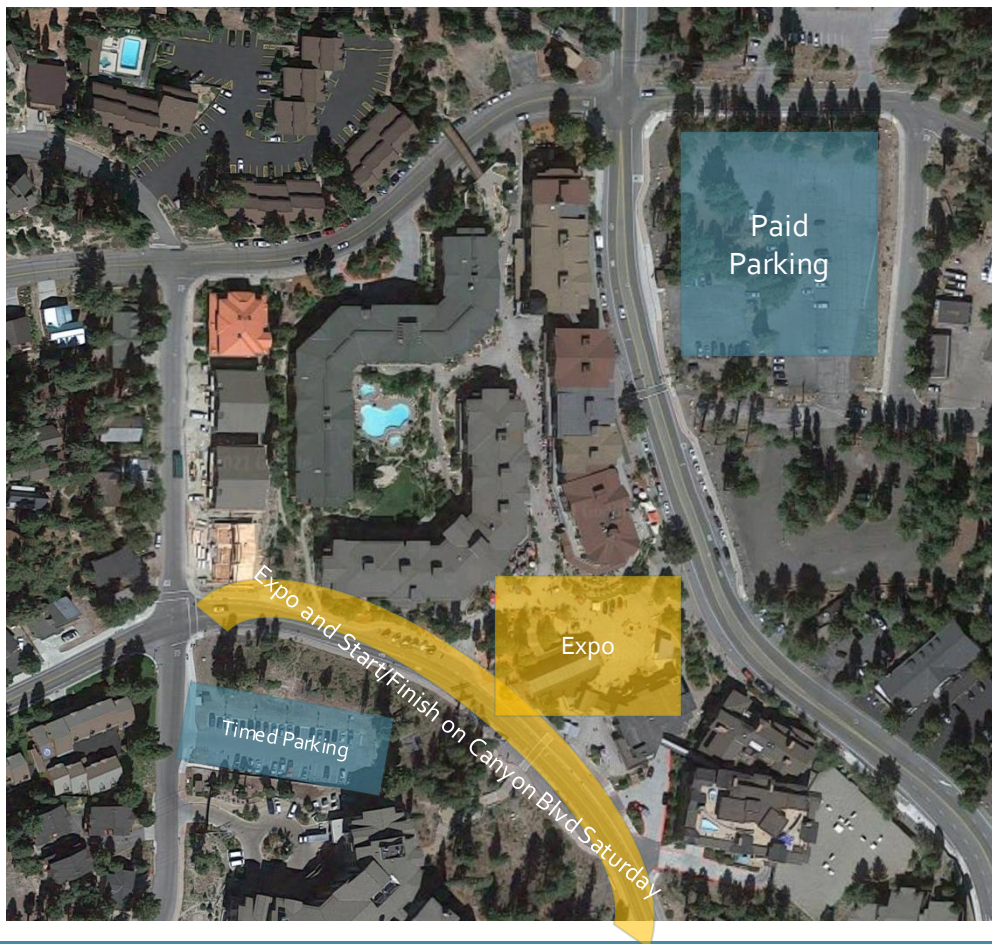 Paid
Parking
Expo and Start/Finish on Canyon Blvd Saturday
Expo
Timed Parking